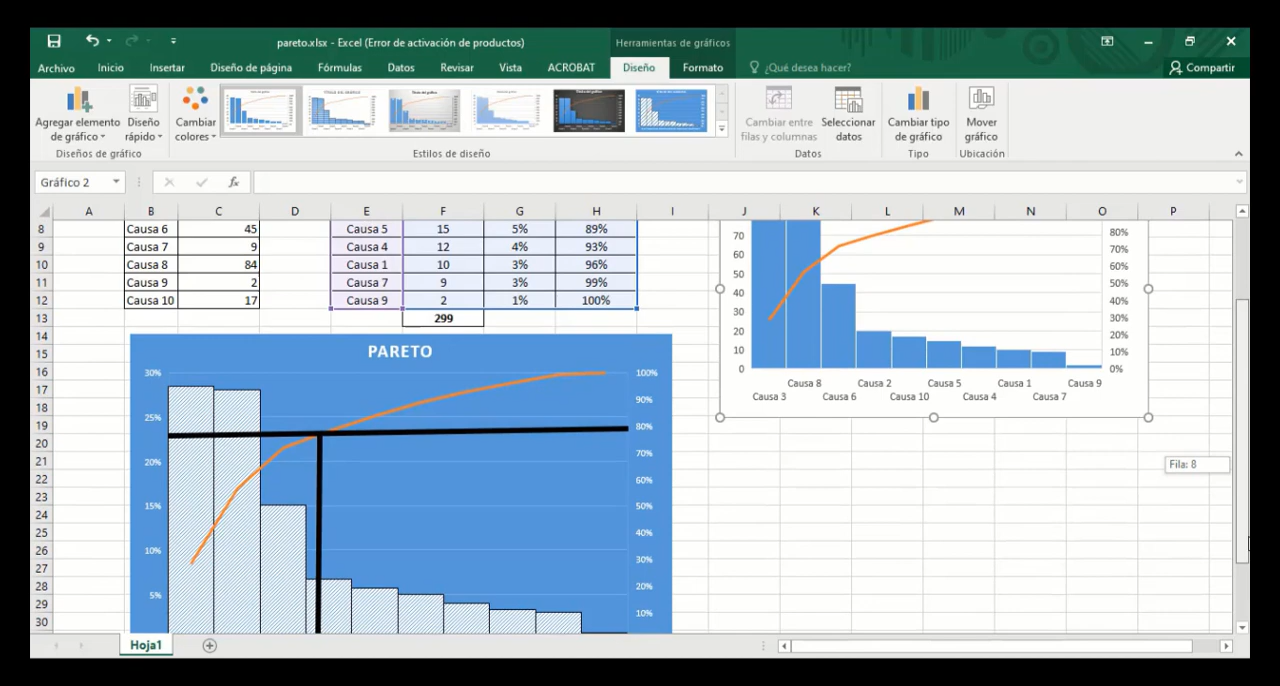 pareto.xlsx - Excel (Error de activación de productos)
Herramientas de gráficos
Archivo Inicio Insertar Diseño de página Fórmulas Datos Revisar Vista ACROBAT Diseño Formato ¿Qué desea hacer? Compartir
Agregar elemento de gráfico
Diseño rápido
Cambiar colores
Cambiar entre filas y columnas
Seleccionar datos
Cambiar tipo de gráfico
Mover gráfico
Diseños de gráfico Estilos de diseño Datos Tipo Ubicación
Gráfico 2 fx
A B C D E F G H I J K L M N O P
8 Causa 6 45 Causa 5 15 5% 89%
9 Causa 7 9 Causa 4 12 4% 93%
10 Causa 8 84 Causa 1 10 3% 96%
11 Causa 9 2 Causa 7 9 3% 99%
12 Causa 10 17 Causa 9 2 1% 100%
13 299
14
15
16
17
18
19
20
21
22
23
24
25
26
27
28
29
30
PARETO
30%
25%
20%
15%
10%
5%
100%
90%
80%
70%
60%
50%
40%
30%
20%
10%
70
60
50
40
30
20
10
0
80%
70%
60%
50%
40%
30%
20%
10%
0%
Causa 8 Causa 2 Causa 5 Causa 1 Causa 9
Causa 3 Causa 6 Causa 10 Causa 4 Causa 7
Fila: 8
Hoja1